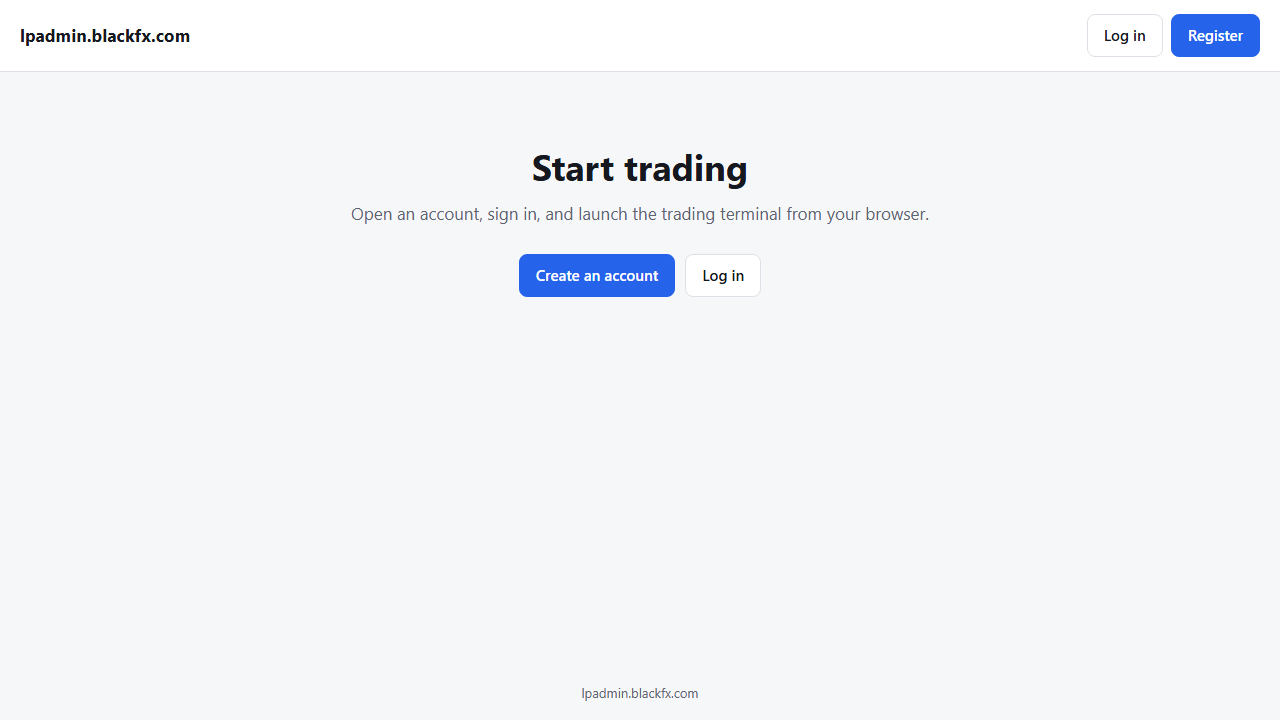 lpadmin.blackfx.com
Log in
Register
Start trading
Open an account, sign in, and launch the trading terminal from your browser.
Create an account
Log in
lpadmin.blackfx.com